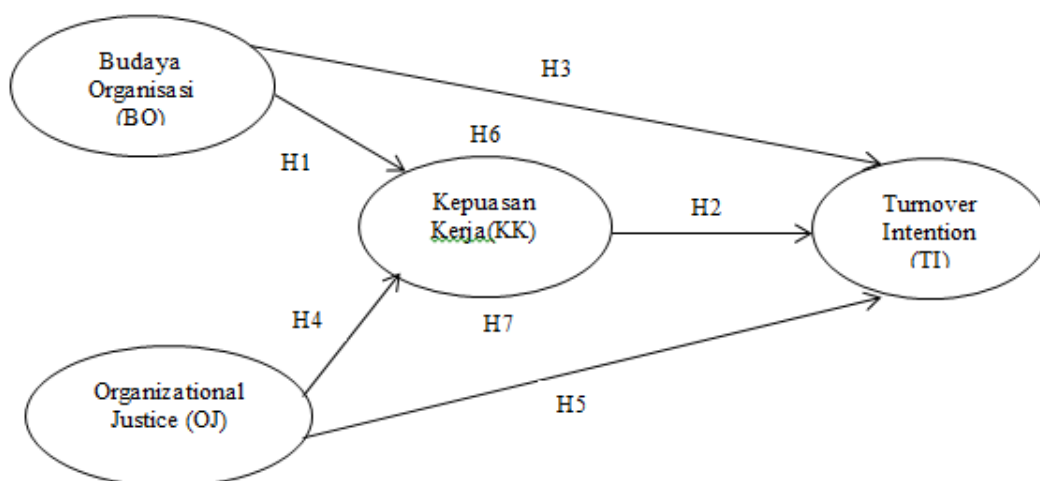 Budaya
Organisasi
(BO)
H3
H1
H6
Kepuasan
Kerja(KK)
H2
Turnover
Intention
(TI)
H4
H7
Organizational
Justice (OJ)
H5